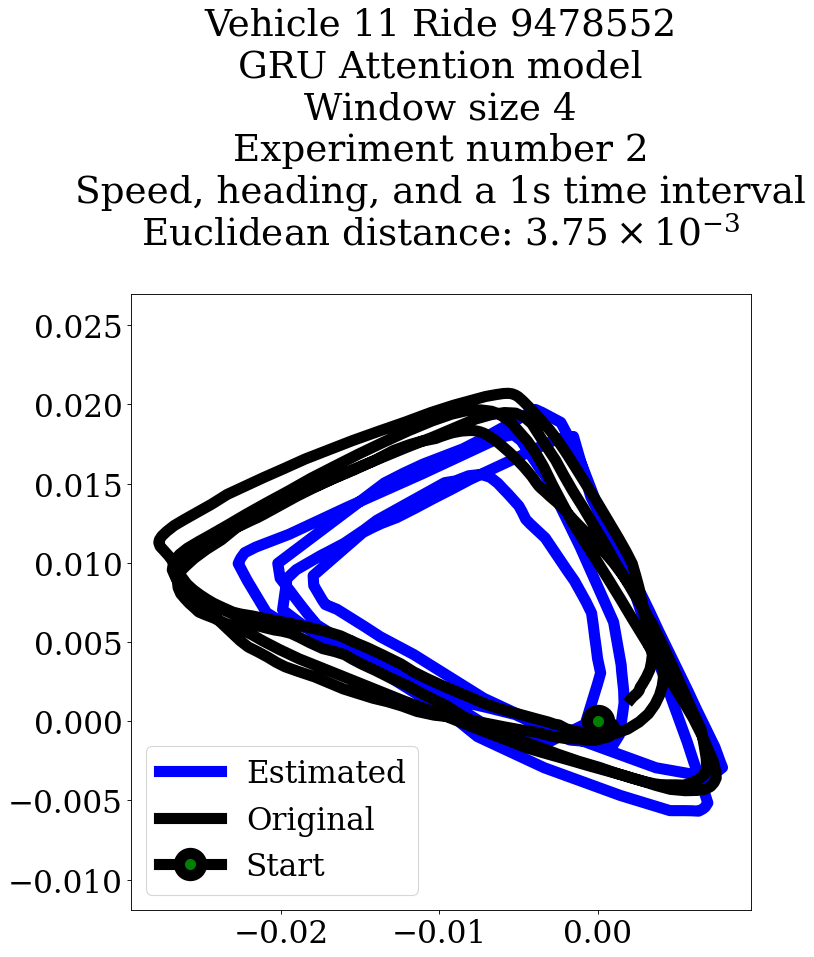 Vehicle 11 Ride 9478552
GRU Attention model
Window size 4
Experiment number 2
Speed, heading, and a 1s time interval
Euclidean distance: 3.75 × 10⁻³
0.025
0.020
0.015
0.010
0.005
0.000
−0.005
−0.010
Estimated
Original
Start
−0.02
−0.01
0.00